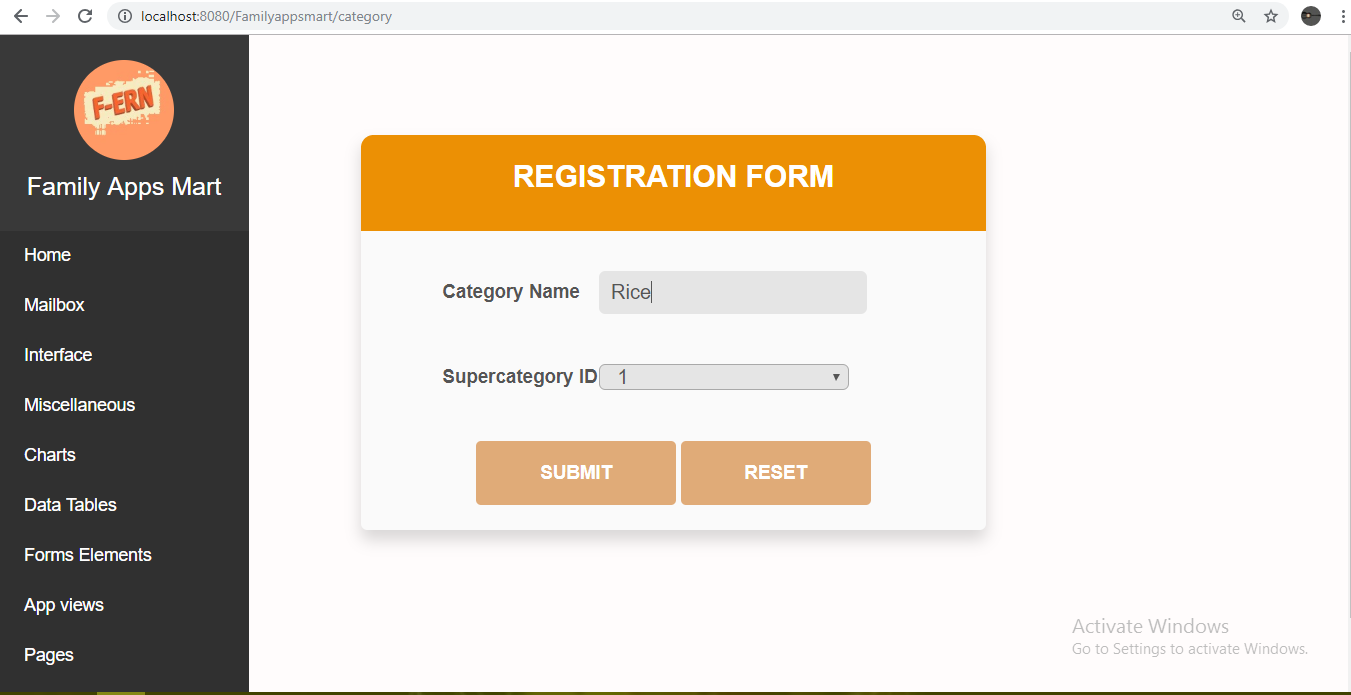 localhost:8080/Familyappsmart/category
F-ERN
Family Apps Mart
Home
Mailbox
Interface
Miscellaneous
Charts
Data Tables
Forms Elements
App views
Pages
REGISTRATION FORM
Category Name Rice
Supercategory ID 1
SUBMIT RESET
Activate Windows
Go to Settings to activate Windows.